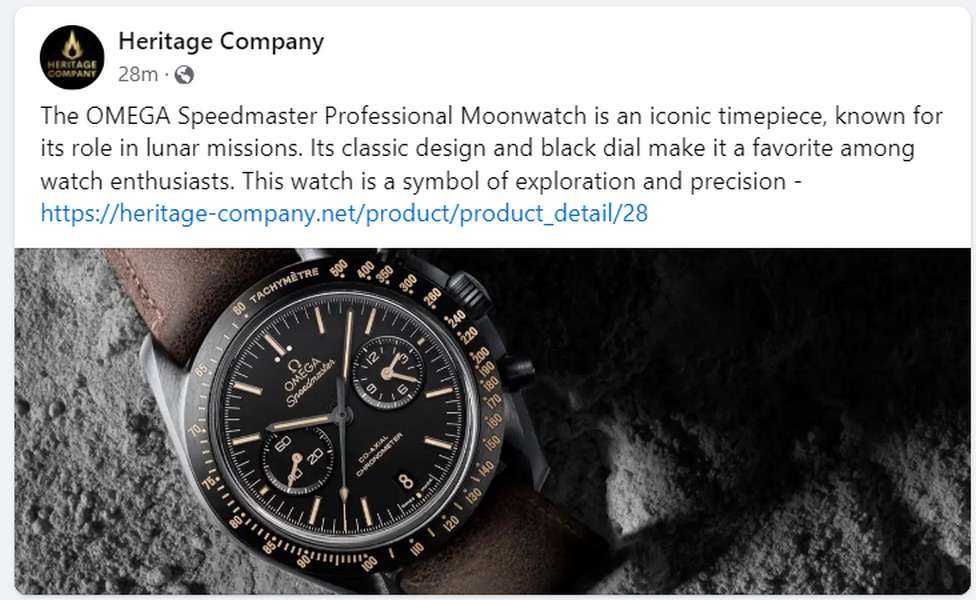 Heritage Company
HERITAGE
COMPANY
28m ·
The OMEGA Speedmaster Professional Moonwatch is an iconic timepiece, known for
its role in lunar missions. Its classic design and black dial make it a favorite among
watch enthusiasts. This watch is a symbol of exploration and precision -
https://heritage-company.net/product/product_detail/28
60 TACHYMÈTRE 500 400 350 300 260 240 220 200 190 180 170 160 150 140 130 120 110 100 90 85 80 75 70 65
Ω
OMEGA
Speedmaster
12 3 6 9
60 20 40
CO-AXIAL
CHRONOMETER
8